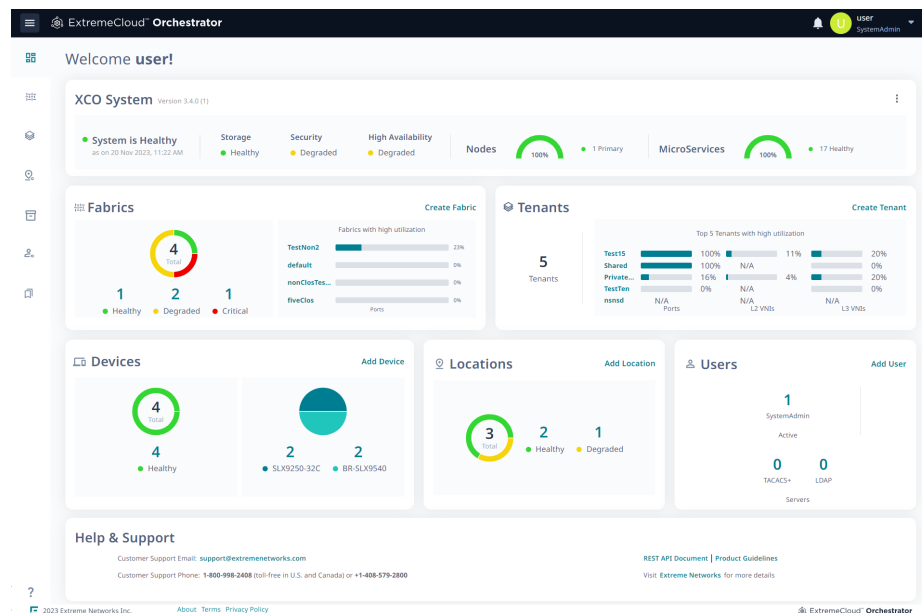 ExtremeCloud™ Orchestrator
U
user
SystemAdmin
Welcome user!
XCO System Version 3.4.0 (1)
System is Healthy
as on 20 Nov 2023, 11:22 AM
Storage
Healthy
Security
Degraded
High Availability
Degraded
Nodes
100%
1 Primary
MicroServices
100%
17 Healthy
Fabrics
Create Fabric
4
Total
1
Healthy
2
Degraded
1
Critical
Fabrics with high utilization
TestNon2 23%
default 0%
nonClosTes... 0%
fiveClos 0%
Ports
Tenants
Create Tenant
5
Tenants
Top 5 Tenants with high utilization
Test15 100% 11% 20%
Shared 100% N/A 0%
Private... 16% 4% 20%
TestTen 0% N/A 0%
nsnsd N/A N/A N/A
Ports L2 VNIs L3 VNIs
Devices
Add Device
4
Total
4
Healthy
2
SLX9250-32C
2
BR-SLX9540
Locations
Add Location
3
Total
2
Healthy
1
Degraded
Users
Add User
1
SystemAdmin
Active
0
TACACS+
0
LDAP
Servers
Help & Support
Customer Support Email: support@extremenetworks.com
Customer Support Phone: 1-800-998-2408 (toll-free in U.S. and Canada) or +1-408-579-2800
REST API Document | Product Guidelines
Visit Extreme Networks for more details
?
2023 Extreme Networks Inc.
About Terms Privacy Policy
ExtremeCloud™ Orchestrator